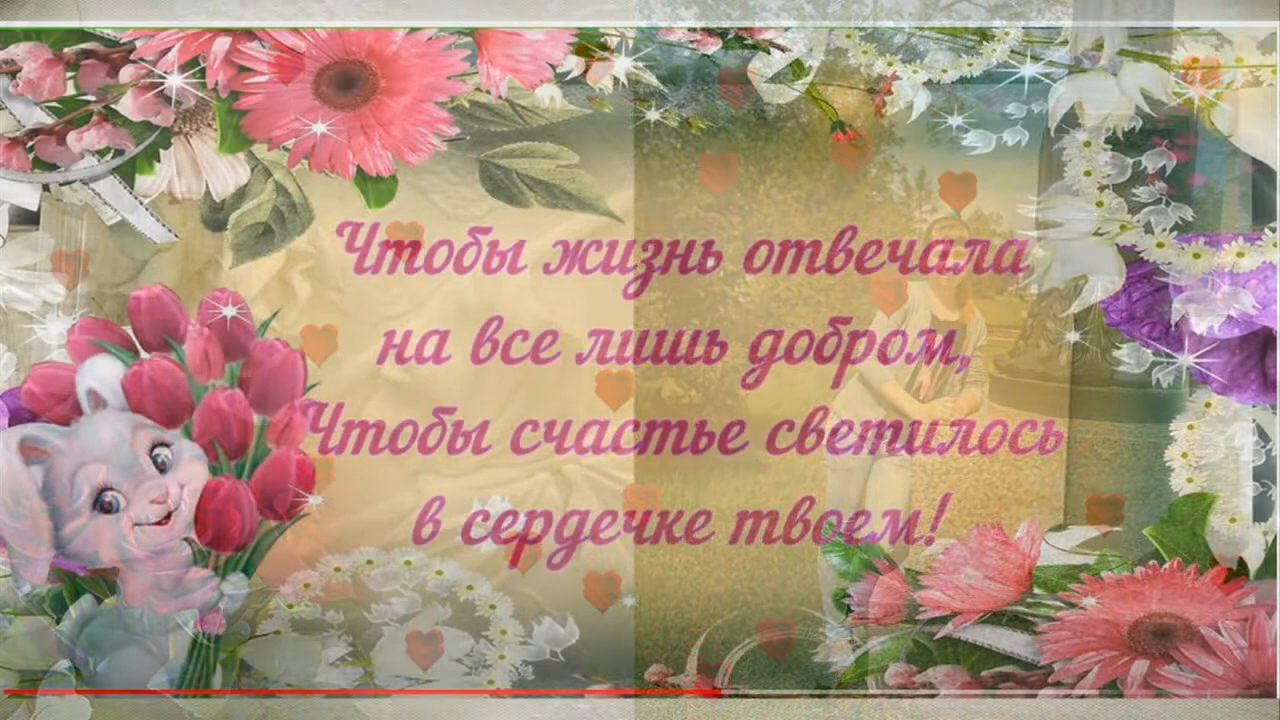 Чтобы жизнь отвечала
на все лишь добром,
Чтобы счастье светилось
в сердечке твоем!